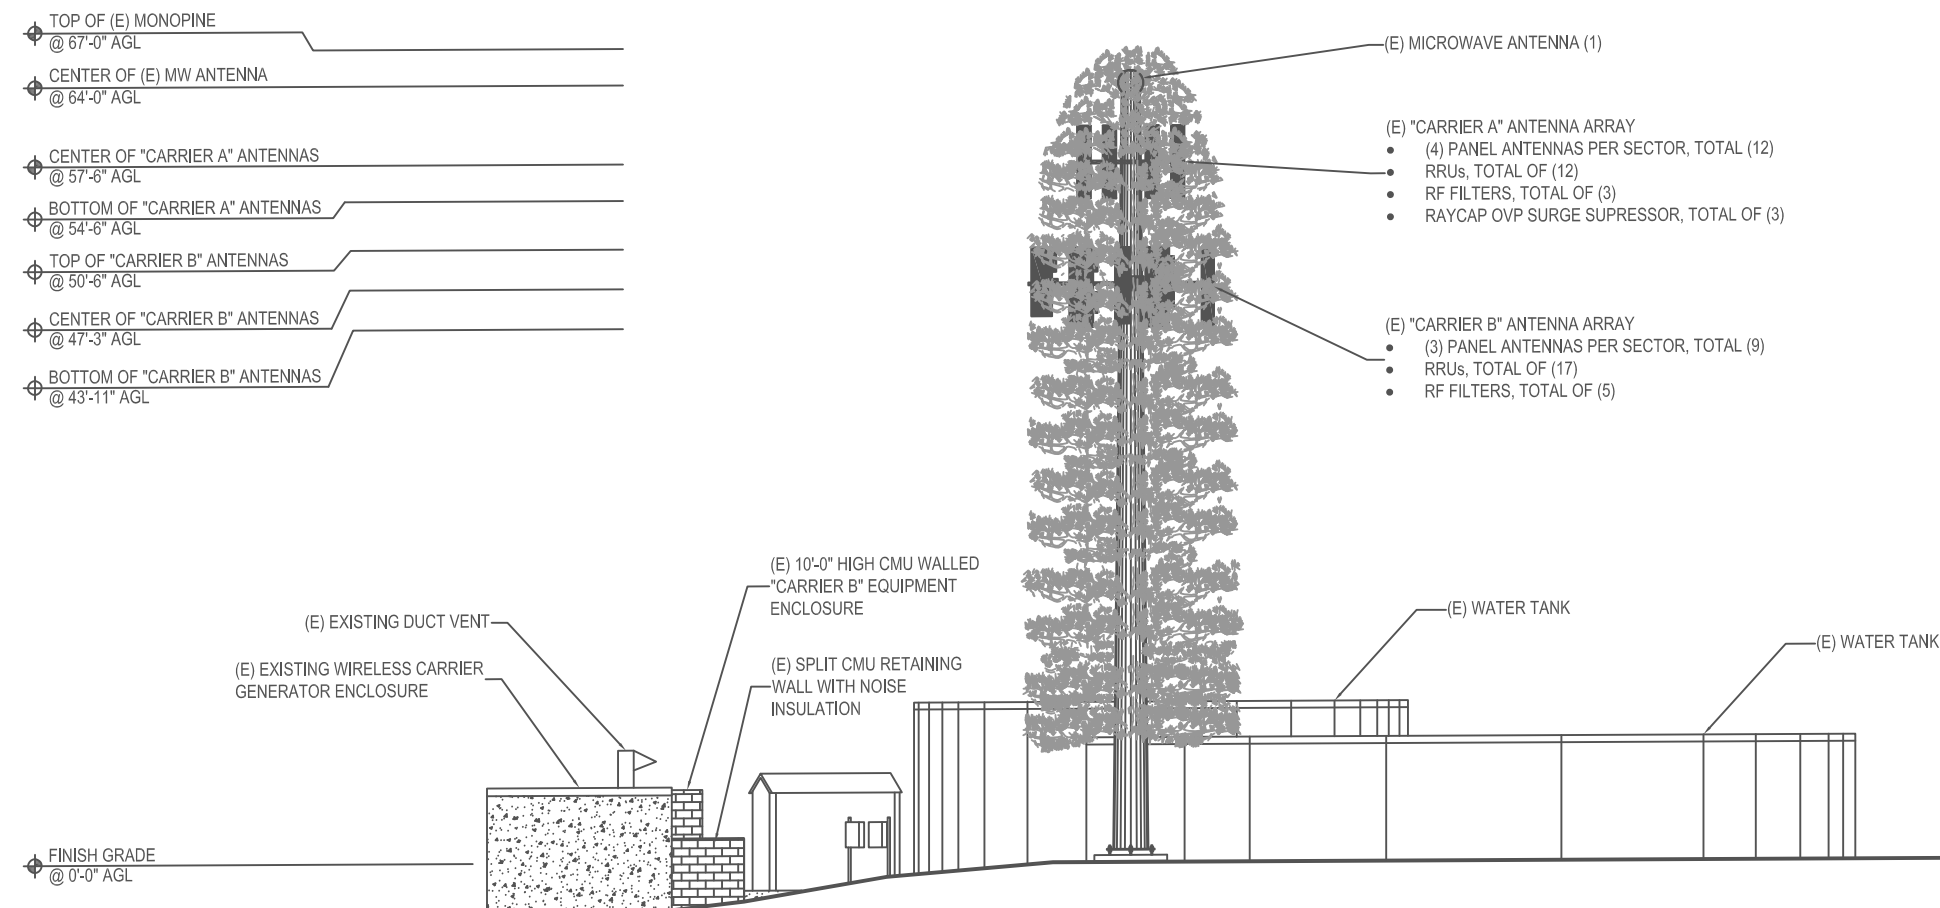 TOP OF (E) MONOPINE
@ 67'-0" AGL
CENTER OF (E) MW ANTENNA
@ 64'-0" AGL
CENTER OF "CARRIER A" ANTENNAS
@ 57'-6" AGL
BOTTOM OF "CARRIER A" ANTENNAS
@ 54'-6" AGL
TOP OF "CARRIER B" ANTENNAS
@ 50'-6" AGL
CENTER OF "CARRIER B" ANTENNAS
@ 47'-3" AGL
BOTTOM OF "CARRIER B" ANTENNAS
@ 43'-11" AGL
(E) MICROWAVE ANTENNA (1)
(E) "CARRIER A" ANTENNA ARRAY
• (4) PANEL ANTENNAS PER SECTOR, TOTAL (12)
• RRUs, TOTAL OF (12)
• RF FILTERS, TOTAL OF (3)
• RAYCAP OVP SURGE SUPRESSOR, TOTAL OF (3)
(E) "CARRIER B" ANTENNA ARRAY
• (3) PANEL ANTENNAS PER SECTOR, TOTAL (9)
• RRUs, TOTAL OF (17)
• RF FILTERS, TOTAL OF (5)
(E) 10'-0" HIGH CMU WALLED
"CARRIER B" EQUIPMENT
ENCLOSURE
(E) EXISTING DUCT VENT
(E) EXISTING WIRELESS CARRIER
GENERATOR ENCLOSURE
(E) SPLIT CMU RETAINING
WALL WITH NOISE
INSULATION
(E) WATER TANK
(E) WATER TANK
FINISH GRADE
@ 0'-0" AGL